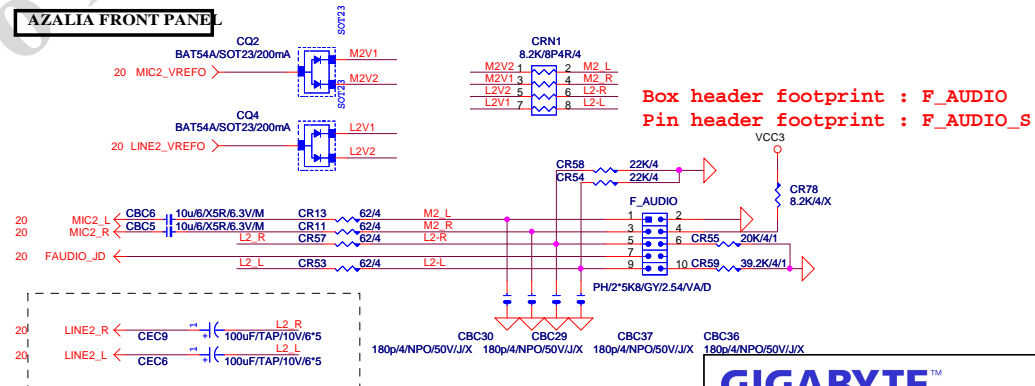 AZALIA FRONT PANEL
SOT23
CQ2
BAT54A/SOT23/200mA
20 MIC2_VREFO
M2V1
M2V2
SOT23
CQ4
BAT54A/SOT23/200mA
20 LINE2_VREFO
L2V1
L2V2
CRN1
8.2K/8P4R/4
M2V2 1 2 M2_L
M2V1 3 4 M2_R
L2V2 5 6 L2-R
L2V1 7 8 L2-L
Box header footprint : F_AUDIO
Pin header footprint : F_AUDIO_S
VCC3
CR58 22K/4
CR54 22K/4
CR78
8.2K/4/X
F_AUDIO
20 MIC2_L CBC6 10u/6/X5R/6.3V/M CR13 62/4 M2_L 1 2
20 MIC2_R CBC5 10u/6/X5R/6.3V/M CR11 62/4 M2_R 3 4
L2_R CR57 62/4 L2-R 5 6 CR55 20K/4/1
20 FAUDIO_JD 7
L2_L CR53 62/4 L2-L 9 10 CR59 39.2K/4/1
PH/2*5K8/GY/2.54/VA/D
CBC30 CBC29 CBC37 CBC36
180p/4/NPO/50V/J/X 180p/4/NPO/50V/J/X 180p/4/NPO/50V/J/X 180p/4/NPO/50V/J/X
20 LINE2_R 1 L2_R
CEC9 + 100uF/TAP/10V/6*5
20 LINE2_L 1 L2_L
CEC6 + 100uF/TAP/10V/6*5
GIGABYTE™